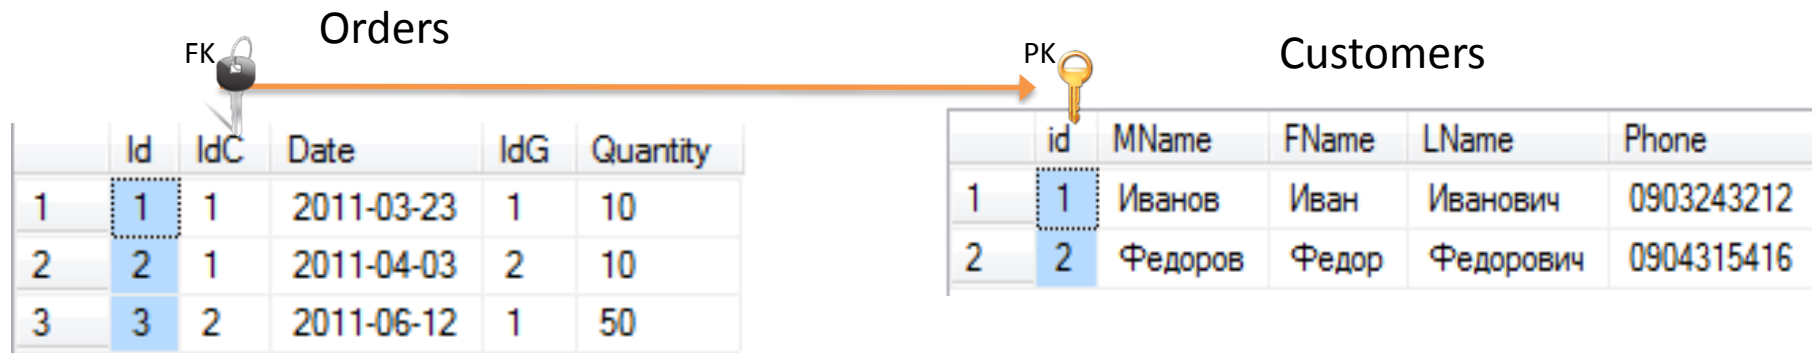 Orders
FK
PK
Customers
Id IdC Date IdG Quantity
1 1 1 2011-03-23 1 10
2 2 1 2011-04-03 2 10
3 3 2 2011-06-12 1 50
id MName FName LName Phone
1 1 Иванов Иван Иванович 0903243212
2 2 Федоров Федор Федорович 0904315416